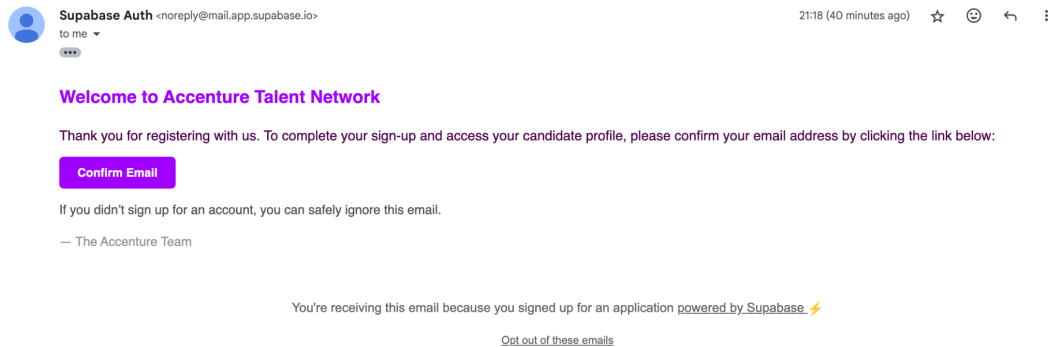 Supabase Auth <noreply@mail.app.supabase.io>
21:18 (40 minutes ago)
to me
Welcome to Accenture Talent Network
Thank you for registering with us. To complete your sign-up and access your candidate profile, please confirm your email address by clicking the link below:
Confirm Email
If you didn't sign up for an account, you can safely ignore this email.
— The Accenture Team
You're receiving this email because you signed up for an application powered by Supabase ⚡
Opt out of these emails